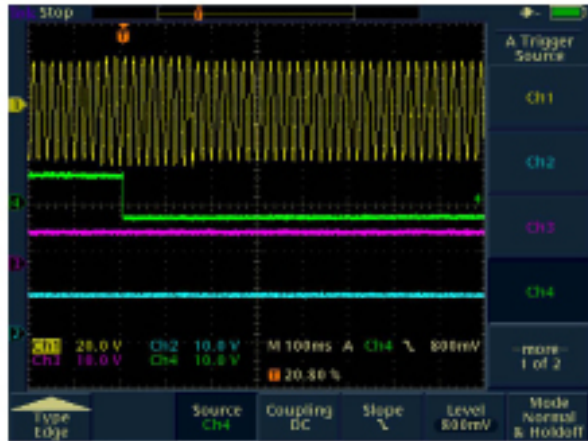 Stop
A Trigger
Source
Ch1
Ch2
Ch3
Ch4
-more-
1 of 2
Ch1 20.0 V Ch2 10.0 V M 100ms A Ch4 800mV
Ch3 10.0 V Ch4 10.0 V
20.80 %
Type
Edge
Source
Ch4
Coupling
DC
Slope
Level
800mV
Mode
Normal
& Holdoff